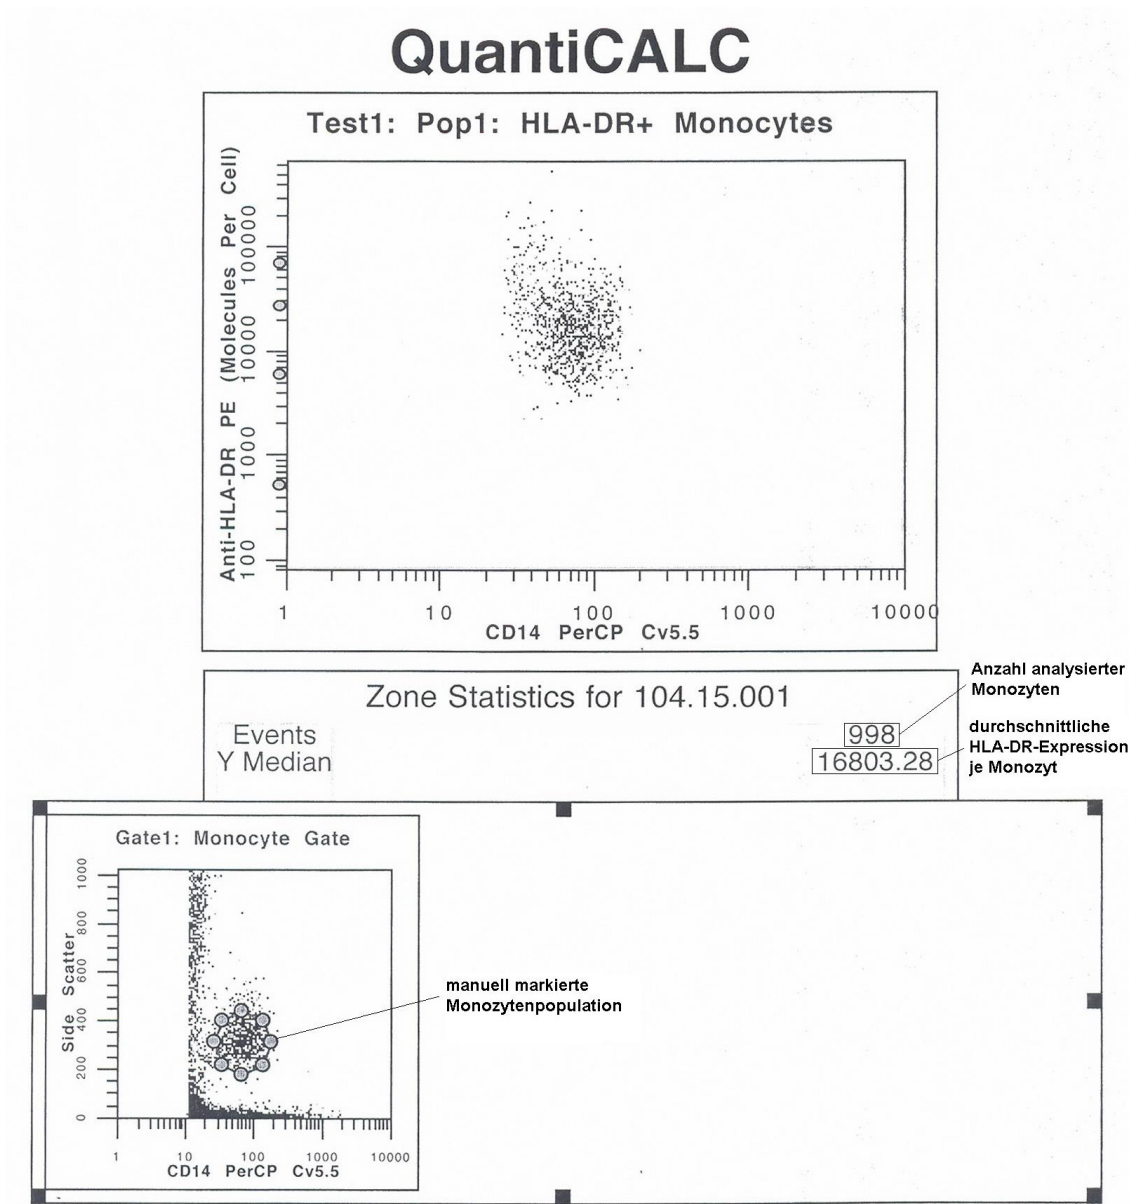 QuantiCALC
Test1: Pop1: HLA-DR+ Monocytes
Anti-HLA-DR PE (Molecules Per Cell)
100000
10000
1000
100
1
10
100
1000
10000
CD14 PerCP Cv5.5
Zone Statistics for 104.15.001
Events
998
Y Median
16803.28
Anzahl analysierter
Monozyten
durchschnittliche
HLA-DR-Expression
je Monozyt
Gate1: Monocyte Gate
Side Scatter
1000
800
600
400
200
0
1
10
100
1000
10000
CD14 PerCP Cv5.5
manuell markierte
Monozytenpopulation